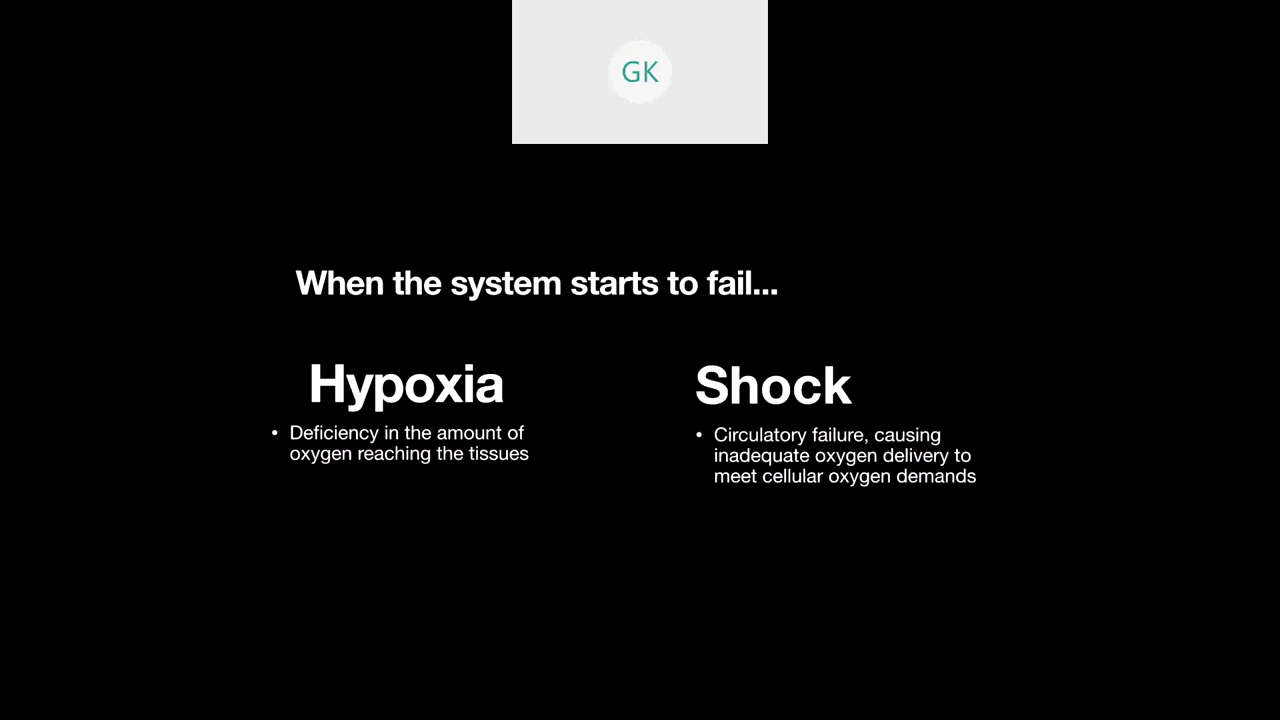 GK
When the system starts to fail...
Hypoxia
• Deficiency in the amount of
oxygen reaching the tissues
Shock
• Circulatory failure, causing
inadequate oxygen delivery to
meet cellular oxygen demands